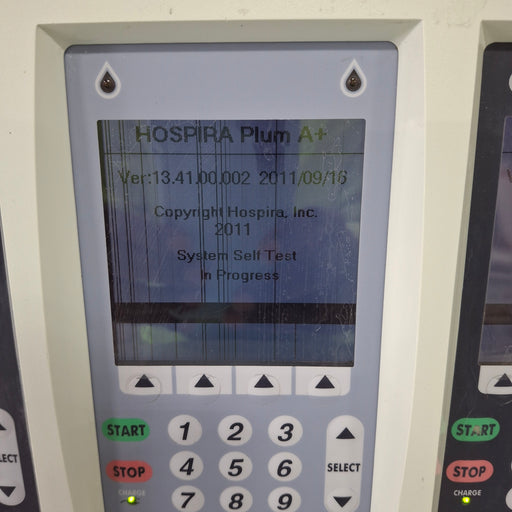 HOSPIRA Plum A+
Ver:13.41.00.002 2011/09/16
Copyright Hospira, Inc.
2011
System Self Test
In Progress
START
1 2 3
STOP
4 5 6
SELECT
CHARGE
7 8 9
LECT
START
STOP
CHARGE